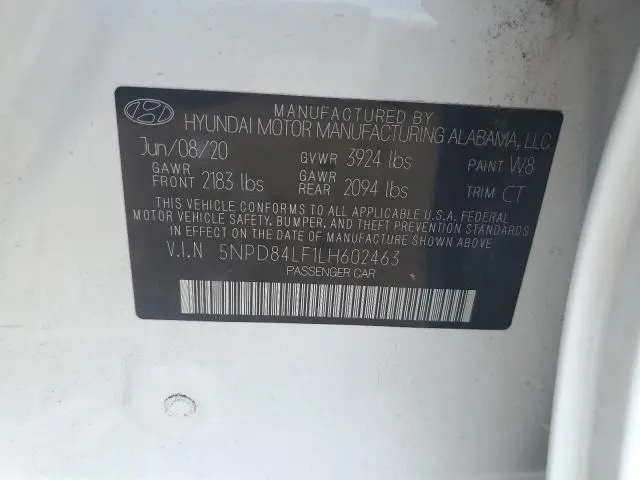 MANUFACTURED BY
HYUNDAI MOTOR MANUFACTURING ALABAMA, LLC
Jun/08/20 GVWR 3924 lbs PAINT W8
GAWR FRONT 2183 lbs GAWR REAR 2094 lbs TRIM CT
THIS VEHICLE CONFORMS TO ALL APPLICABLE U.S.A. FEDERAL
MOTOR VEHICLE SAFETY, BUMPER, AND THEFT PREVENTION STANDARDS
IN EFFECT ON THE DATE OF MANUFACTURE SHOWN ABOVE.
V.I.N 5NPD84LF1LH602463
PASSENGER CAR